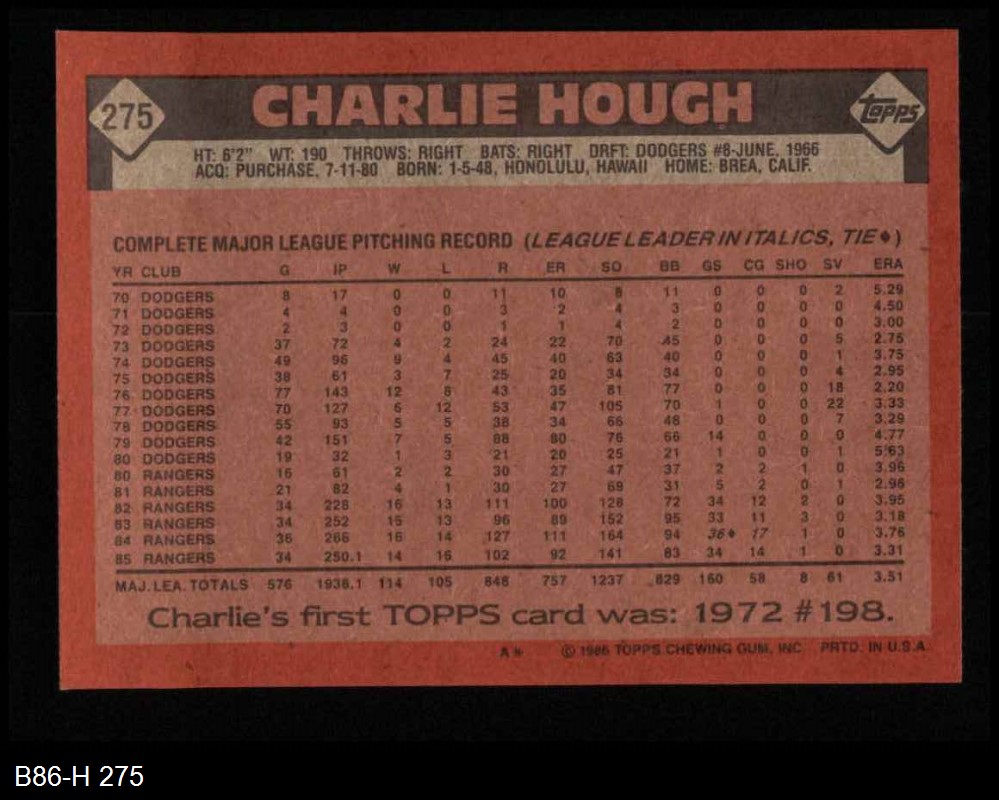 275
CHARLIE HOUGH
topps
HT: 6'2" WT: 190 THROWS: RIGHT BATS: RIGHT DRFT: DODGERS #8-JUNE, 1966
ACQ: PURCHASE, 7-11-80 BORN: 1-5-48, HONOLULU, HAWAII HOME: BREA, CALIF.
COMPLETE MAJOR LEAGUE PITCHING RECORD (LEAGUE LEADER IN ITALICS, TIE♦)
YR CLUB G IP W L R ER SO BB GS CG SHO SV ERA
70 DODGERS 8 17 0 0 11 10 8 11 0 0 0 2 5.29
71 DODGERS 4 4 0 0 3 2 4 3 0 0 0 0 4.50
72 DODGERS 2 3 0 0 1 1 4 2 0 0 0 0 3.00
73 DODGERS 37 72 4 2 24 22 70 45 0 0 0 5 2.75
74 DODGERS 49 96 9 4 45 40 63 40 0 0 0 1 3.75
75 DODGERS 38 61 3 7 25 20 34 34 0 0 0 4 2.95
76 DODGERS 77 143 12 8 43 35 81 77 0 0 0 18 2.20
77 DODGERS 70 127 6 12 53 47 105 70 1 0 0 22 3.33
78 DODGERS 55 93 5 5 38 34 66 48 0 0 0 7 3.29
79 DODGERS 42 151 7 5 88 80 76 66 14 0 0 0 4.77
80 DODGERS 19 32 1 3 21 20 25 21 1 0 0 1 5.63
80 RANGERS 16 61 2 2 30 27 47 37 2 2 1 0 3.96
81 RANGERS 21 82 4 1 30 27 69 31 5 2 0 1 2.96
82 RANGERS 34 228 16 13 111 100 128 72 34 12 2 0 3.95
83 RANGERS 34 252 15 13 96 89 152 95 33 11 3 0 3.18
84 RANGERS 36 266 16 14 127 111 164 94 36♦ 17 1 0 3.76
85 RANGERS 34 250.1 14 16 102 92 141 83 34 14 1 0 3.31
MAJ. LEA. TOTALS 576 1938.1 114 105 848 757 1237 829 160 58 8 61 3.51
Charlie's first TOPPS card was: 1972 #198.
A* © 1986 TOPPS CHEWING GUM, INC. PRTD. IN U.S.A.
B86-H 275